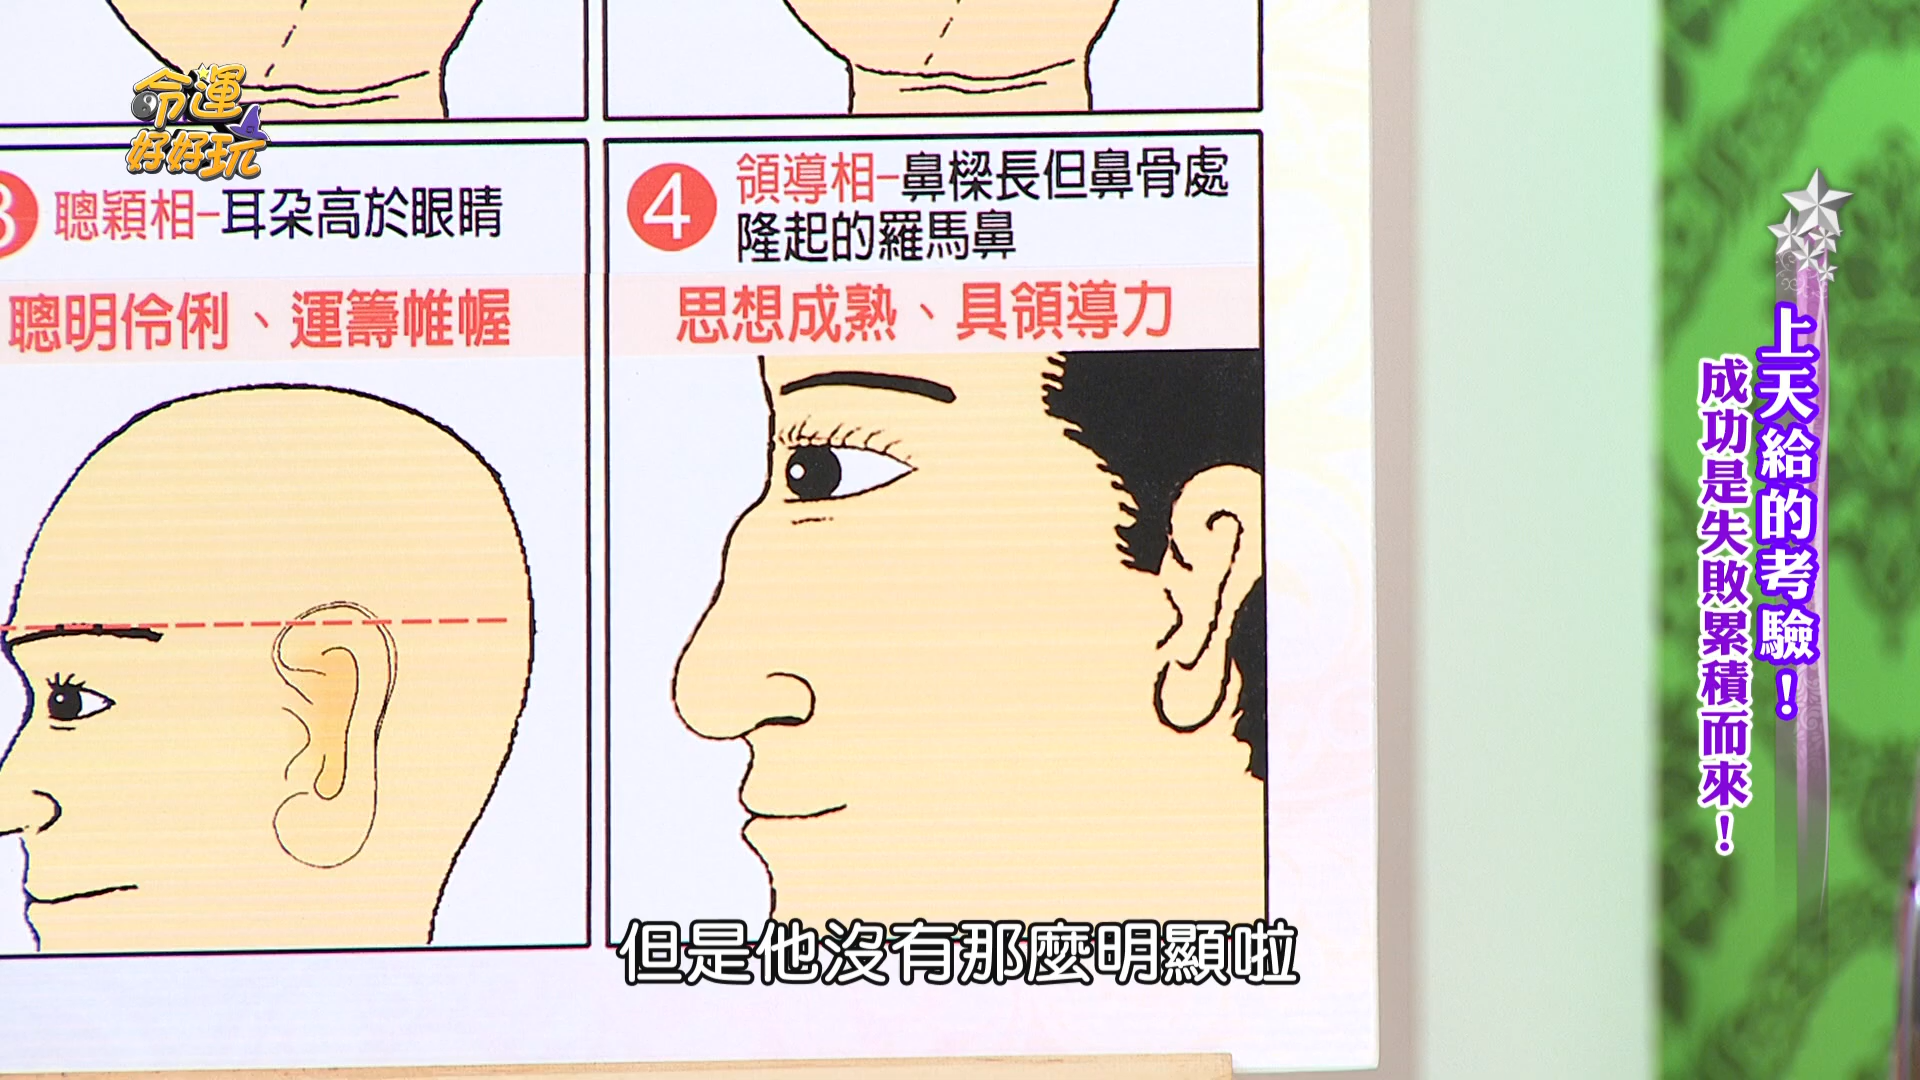 命運
好好玩
3 聰穎相-耳朵高於眼睛
聰明伶俐、運籌帷幄
4 領導相-鼻樑長但鼻骨處
隆起的羅馬鼻
思想成熟、具領導力
上天給的考驗！
成功是失敗累積而來！
但是他沒有那麼明顯啦